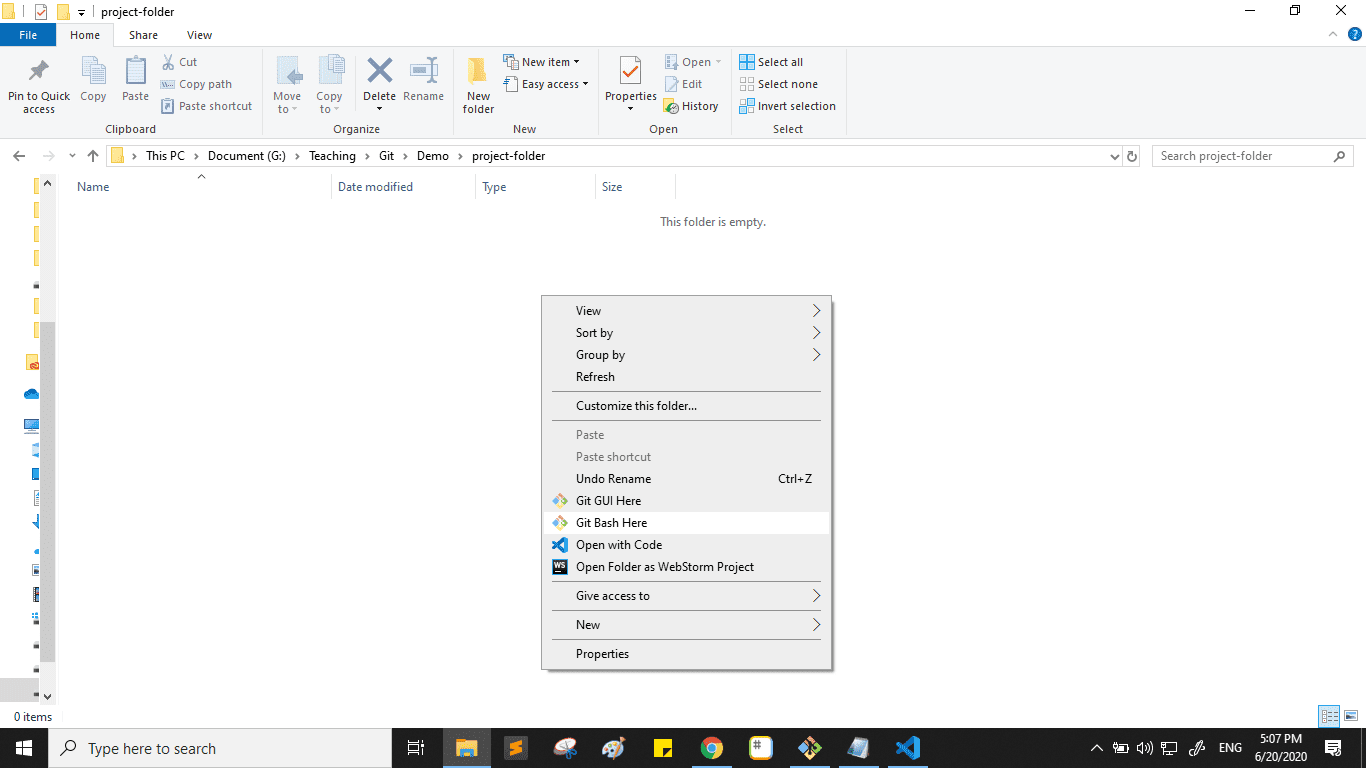 project-folder
File Home Share View
Pin to Quick access
Copy
Paste
Cut
Copy path
Paste shortcut
Clipboard
Move to
Copy to
Delete
Rename
Organize
New folder
New item
Easy access
New
Properties
Open
Edit
History
Open
Select all
Select none
Invert selection
Select
This PC Document (G:) Teaching Git Demo project-folder
Search project-folder
Name Date modified Type Size
This folder is empty.
View
Sort by
Group by
Refresh
Customize this folder...
Paste
Paste shortcut
Undo Rename Ctrl+Z
Git GUI Here
Git Bash Here
Open with Code
WS Open Folder as WebStorm Project
Give access to
New
Properties
0 items
Type here to search
ENG
5:07 PM
6/20/2020